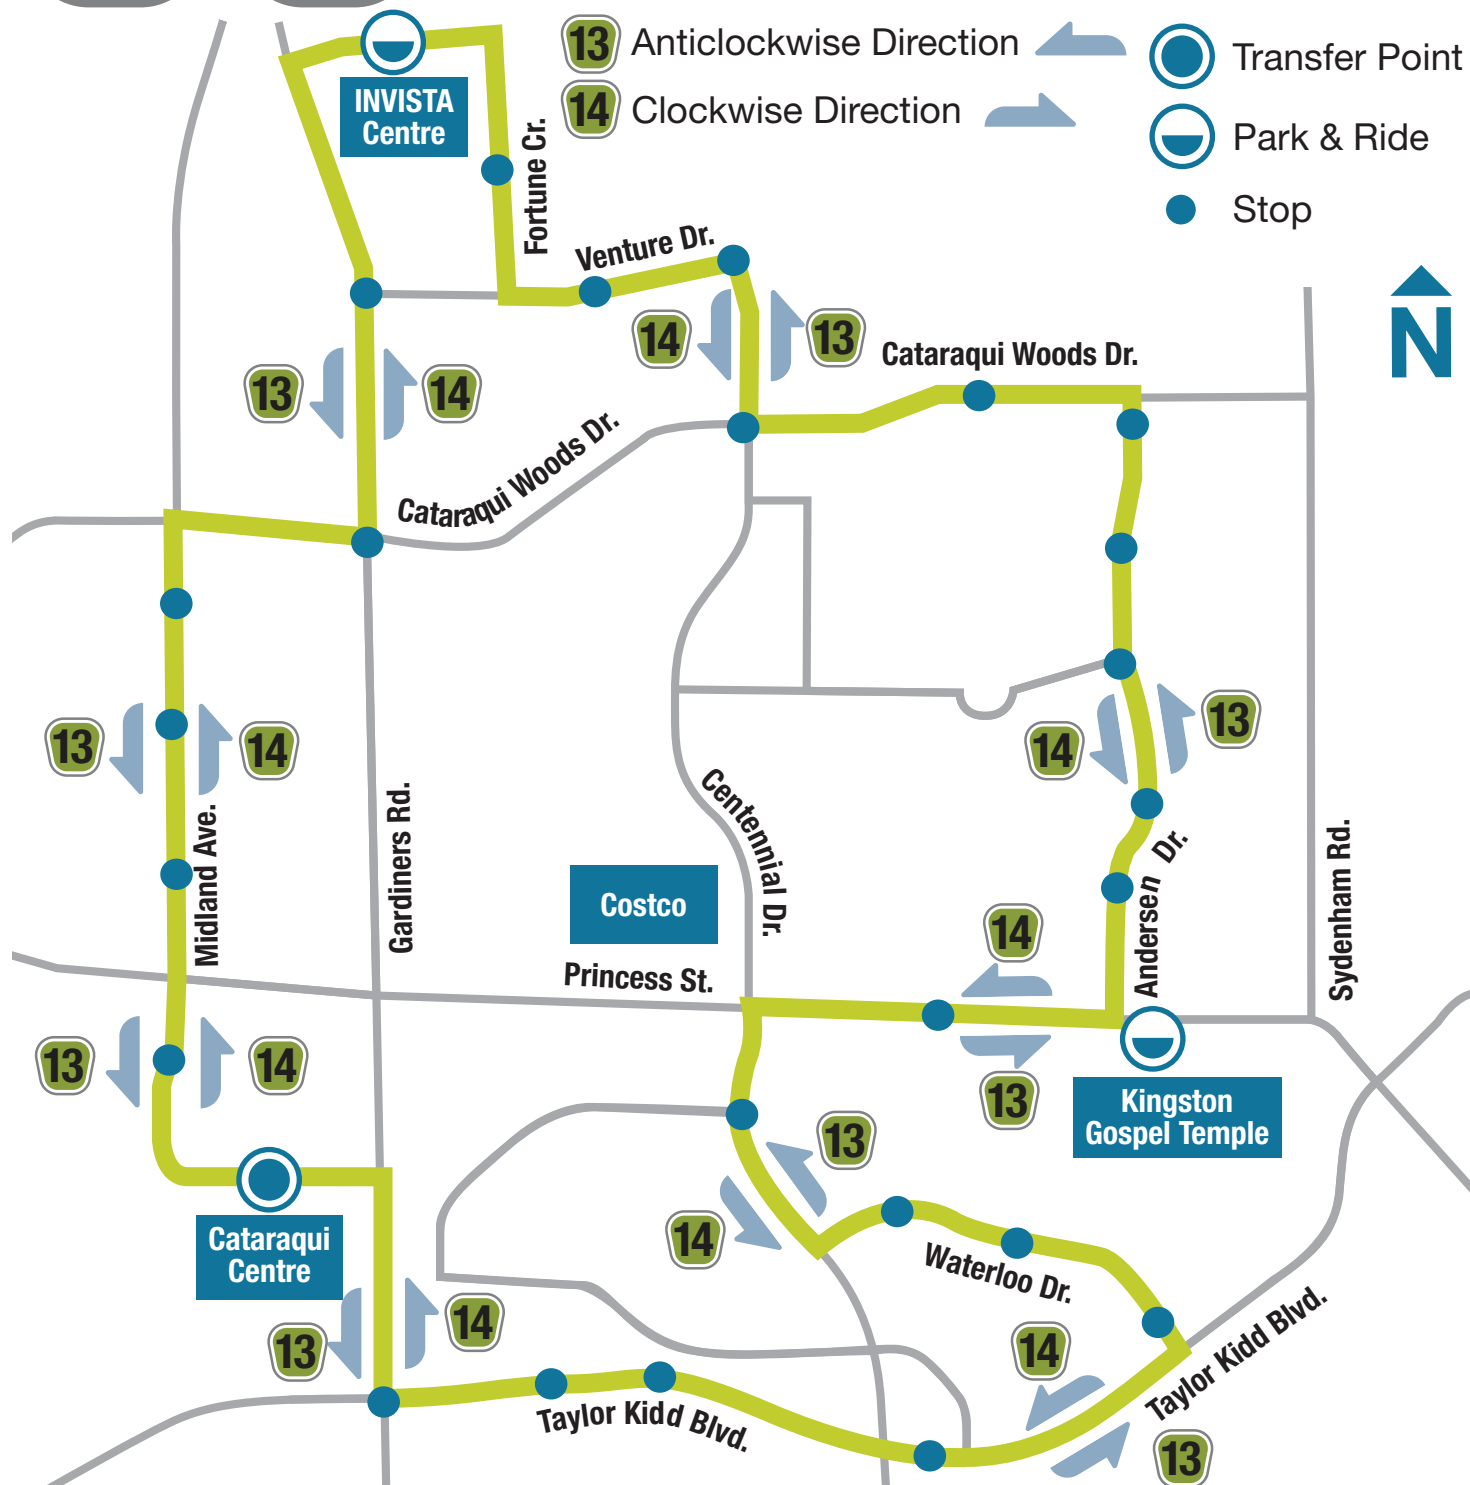 13 Anticlockwise Direction
14 Clockwise Direction
Transfer Point
Park & Ride
Stop
INVISTA
Centre
Fortune Cr.
Venture Dr.
N
14
13
Cataraqui Woods Dr.
13
14
Cataraqui Woods Dr.
13
14
14
13
Midland Ave.
Gardiners Rd.
Centennial Dr.
Andersen Dr.
Sydenham Rd.
Costco
Princess St.
14
13
13
14
Kingston
Gospel Temple
13
14
Cataraqui
Centre
Waterloo Dr.
13
14
14
Taylor Kidd Blvd.
Taylor Kidd Blvd.
13